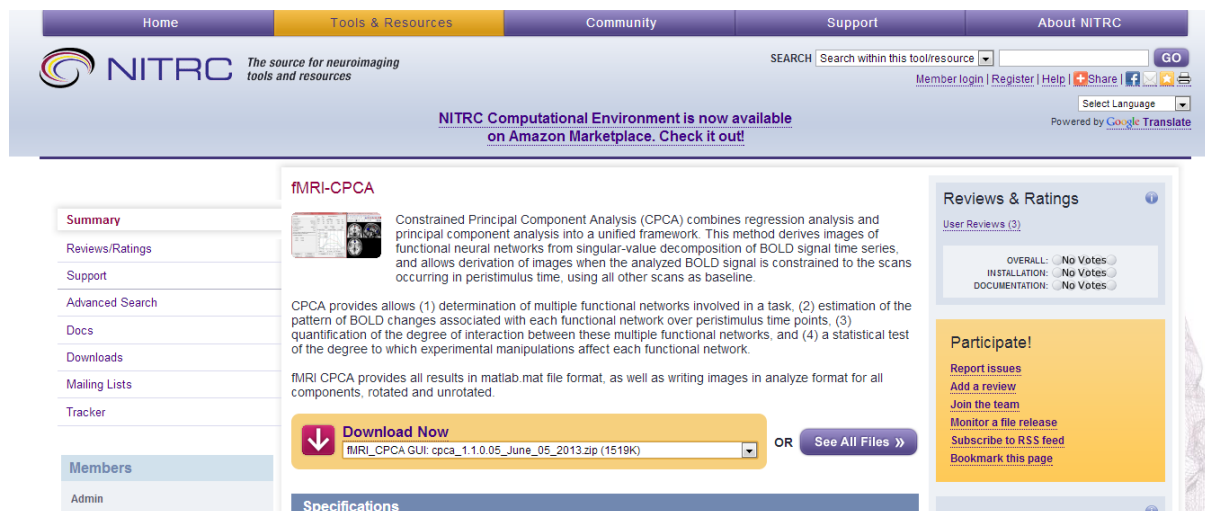 Home Tools & Resources Community Support About NITRC
NITRC The source for neuroimaging
tools and resources
SEARCH Search within this tool/resource GO
Member login | Register | Help | Share |
Select Language
Powered by Google Translate
NITRC Computational Environment is now available
on Amazon Marketplace. Check it out!
Summary
Reviews/Ratings
Support
Advanced Search
Docs
Downloads
Mailing Lists
Tracker
Members
Admin
fMRI-CPCA
Constrained Principal Component Analysis (CPCA) combines regression analysis and
principal component analysis into a unified framework. This method derives images of
functional neural networks from singular-value decomposition of BOLD signal time series,
and allows derivation of images when the analyzed BOLD signal is constrained to the scans
occurring in peristimulus time, using all other scans as baseline.
CPCA provides allows (1) determination of multiple functional networks involved in a task, (2) estimation of the
pattern of BOLD changes associated with each functional network over peristimulus time points, (3)
quantification of the degree of interaction between these multiple functional networks, and (4) a statistical test
of the degree to which experimental manipulations affect each functional network.
fMRI CPCA provides all results in matlab.mat file format, as well as writing images in analyze format for all
components, rotated and unrotated.
Download Now
fMRI_CPCA GUI: cpca_1.1.0.05_June_05_2013.zip (1519K)
OR See All Files »
Specifications
Reviews & Ratings
User Reviews (3)
OVERALL: No Votes
INSTALLATION: No Votes
DOCUMENTATION: No Votes
Participate!
Report issues
Add a review
Join the team
Monitor a file release
Subscribe to RSS feed
Bookmark this page